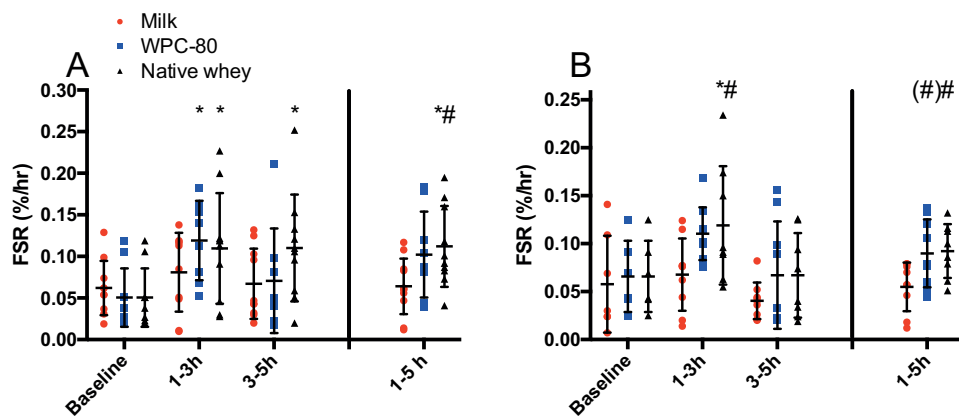 Milk
WPC-80
Native whey
A
FSR (%/hr)
0.30
0.25
0.20
0.15
0.10
0.05
0.00
* * * *#
Baseline
1-3h
3-5h
1-5 h
B
FSR (%/hr)
0.25
0.20
0.15
0.10
0.05
0.00
*# (#)#
Baseline
1-3h
3-5h
1-5h